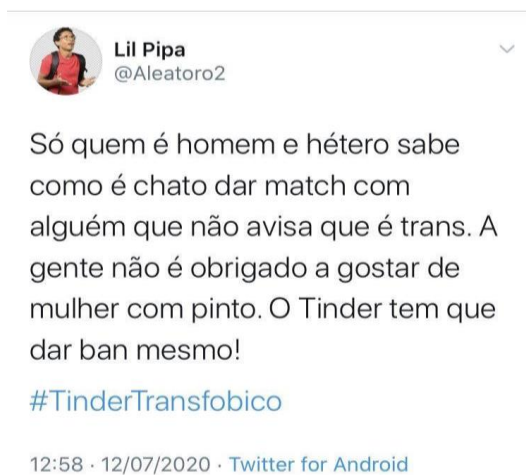 Lil Pipa
@Aleatoro2
Só quem é homem e hétero sabe
como é chato dar match com
alguém que não avisa que é trans. A
gente não é obrigado a gostar de
mulher com pinto. O Tinder tem que
dar ban mesmo!
#TinderTransfobico
12:58 · 12/07/2020 · Twitter for Android